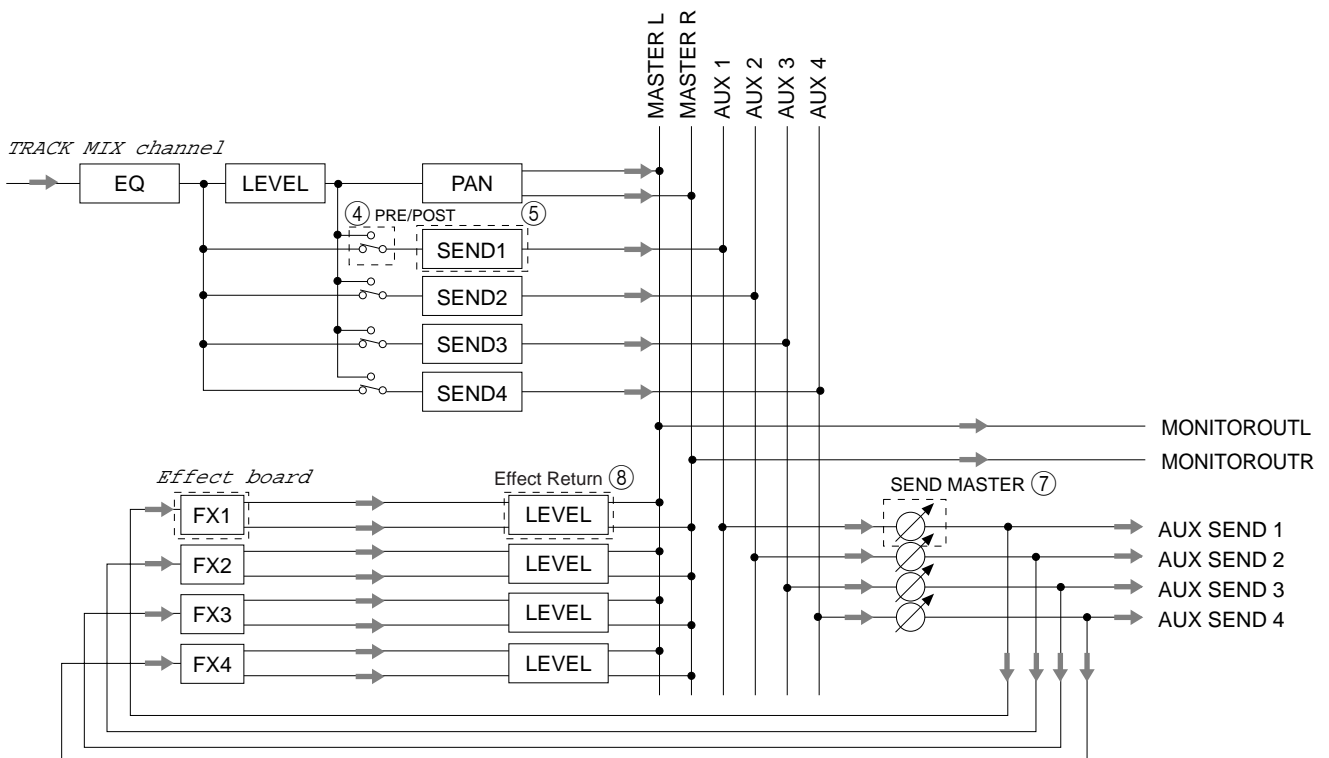 MASTER L
MASTER R
AUX 1
AUX 2
AUX 3
AUX 4
TRACK MIX channel
EQ
LEVEL
PAN
④ PRE/POST
⑤
SEND1
SEND2
SEND3
SEND4
MONITOROUTL
MONITOROUTR
Effect board
Effect Return ⑧
SEND MASTER ⑦
FX1
LEVEL
AUX SEND 1
FX2
LEVEL
AUX SEND 2
FX3
LEVEL
AUX SEND 3
AUX SEND 4
FX4
LEVEL